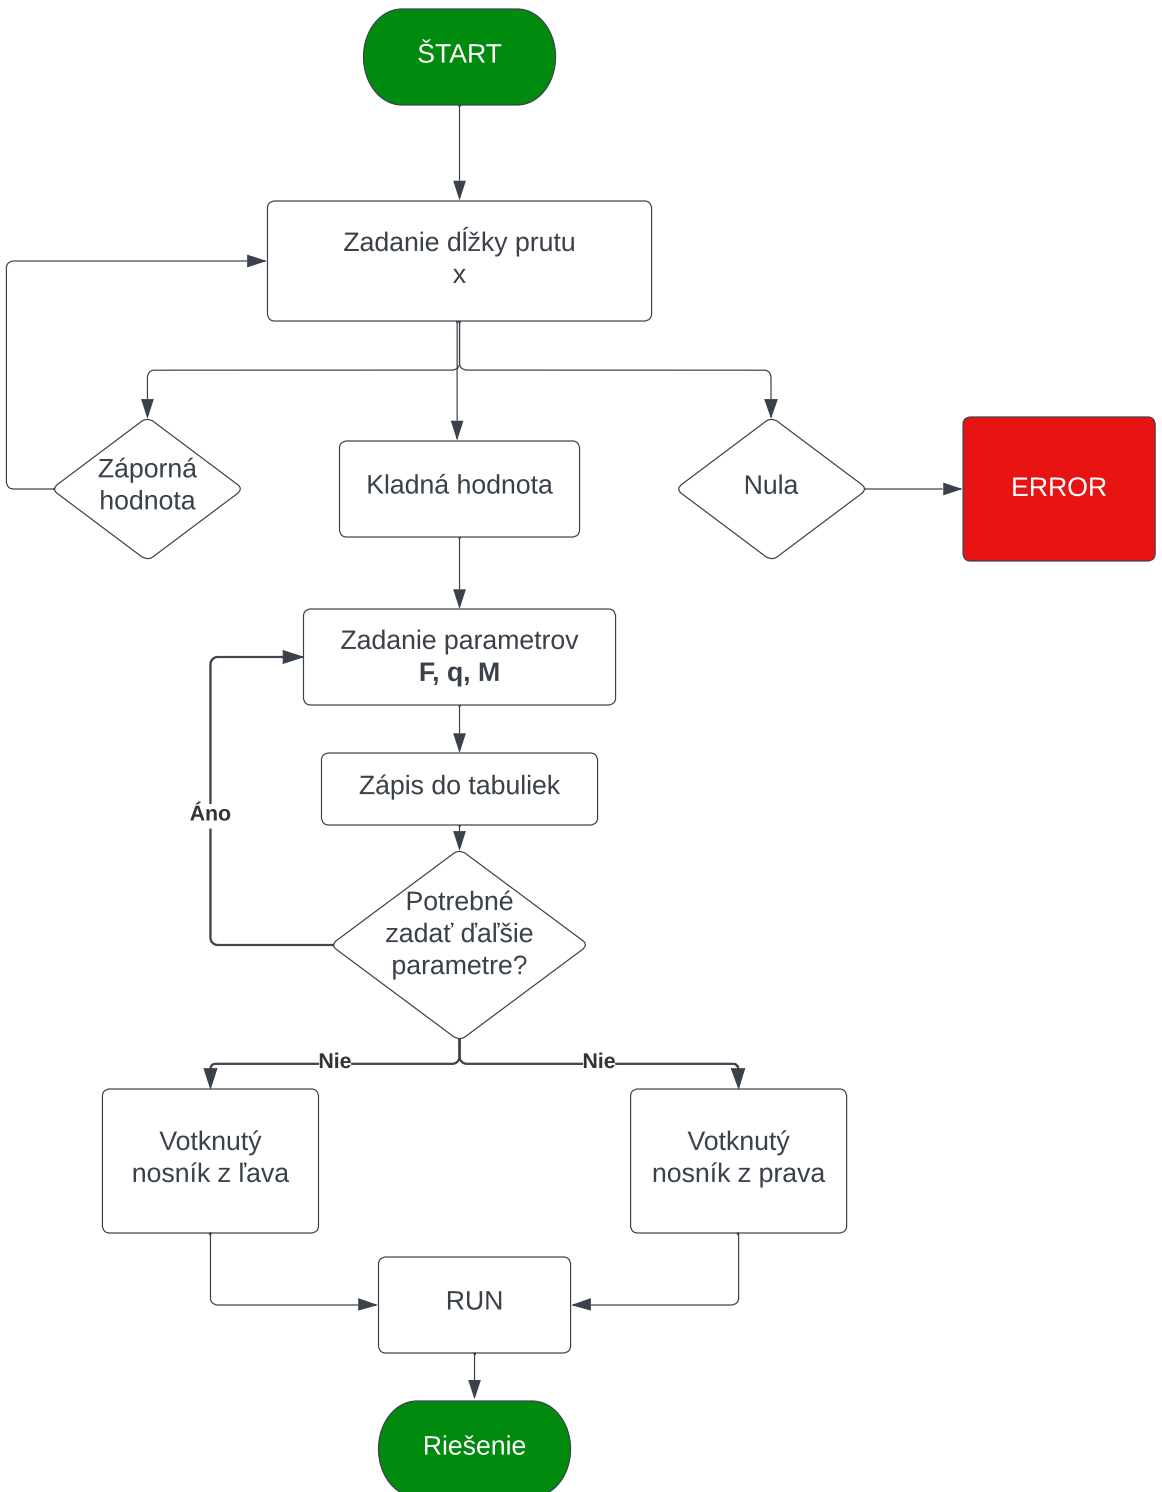 ŠTART
Zadanie dĺžky prutu
x
Záporná
hodnota
Kladná hodnota
Nula
ERROR
Zadanie parametrov
F, q, M
Zápis do tabuliek
Áno
Potrebné
zadať ďaľšie
parametre?
Nie
Nie
Votknutý
nosník z ľava
Votknutý
nosník z prava
RUN
Riešenie